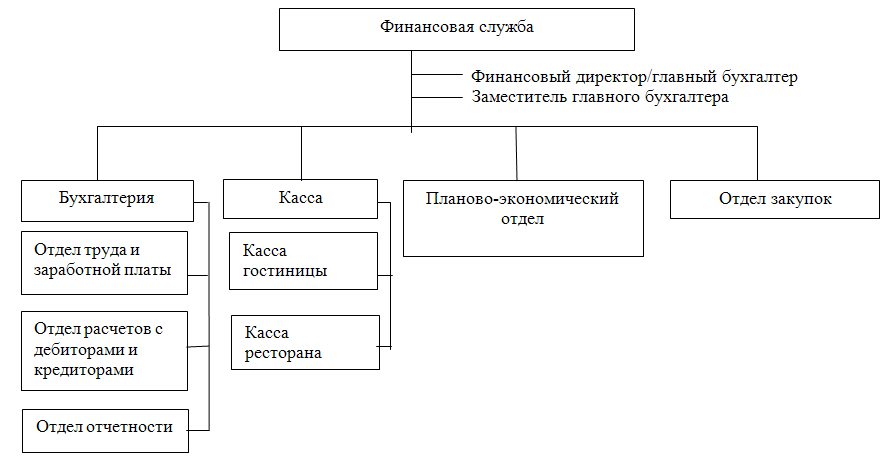 Финансовая служба
Финансовый директор/главный бухгалтер
Заместитель главного бухгалтера
Бухгалтерия
Касса
Планово-экономический
отдел
Отдел закупок
Отдел труда и
заработной платы
Касса
гостиницы
Отдел расчетов с
дебиторами и
кредиторами
Касса
ресторана
Отдел отчетности